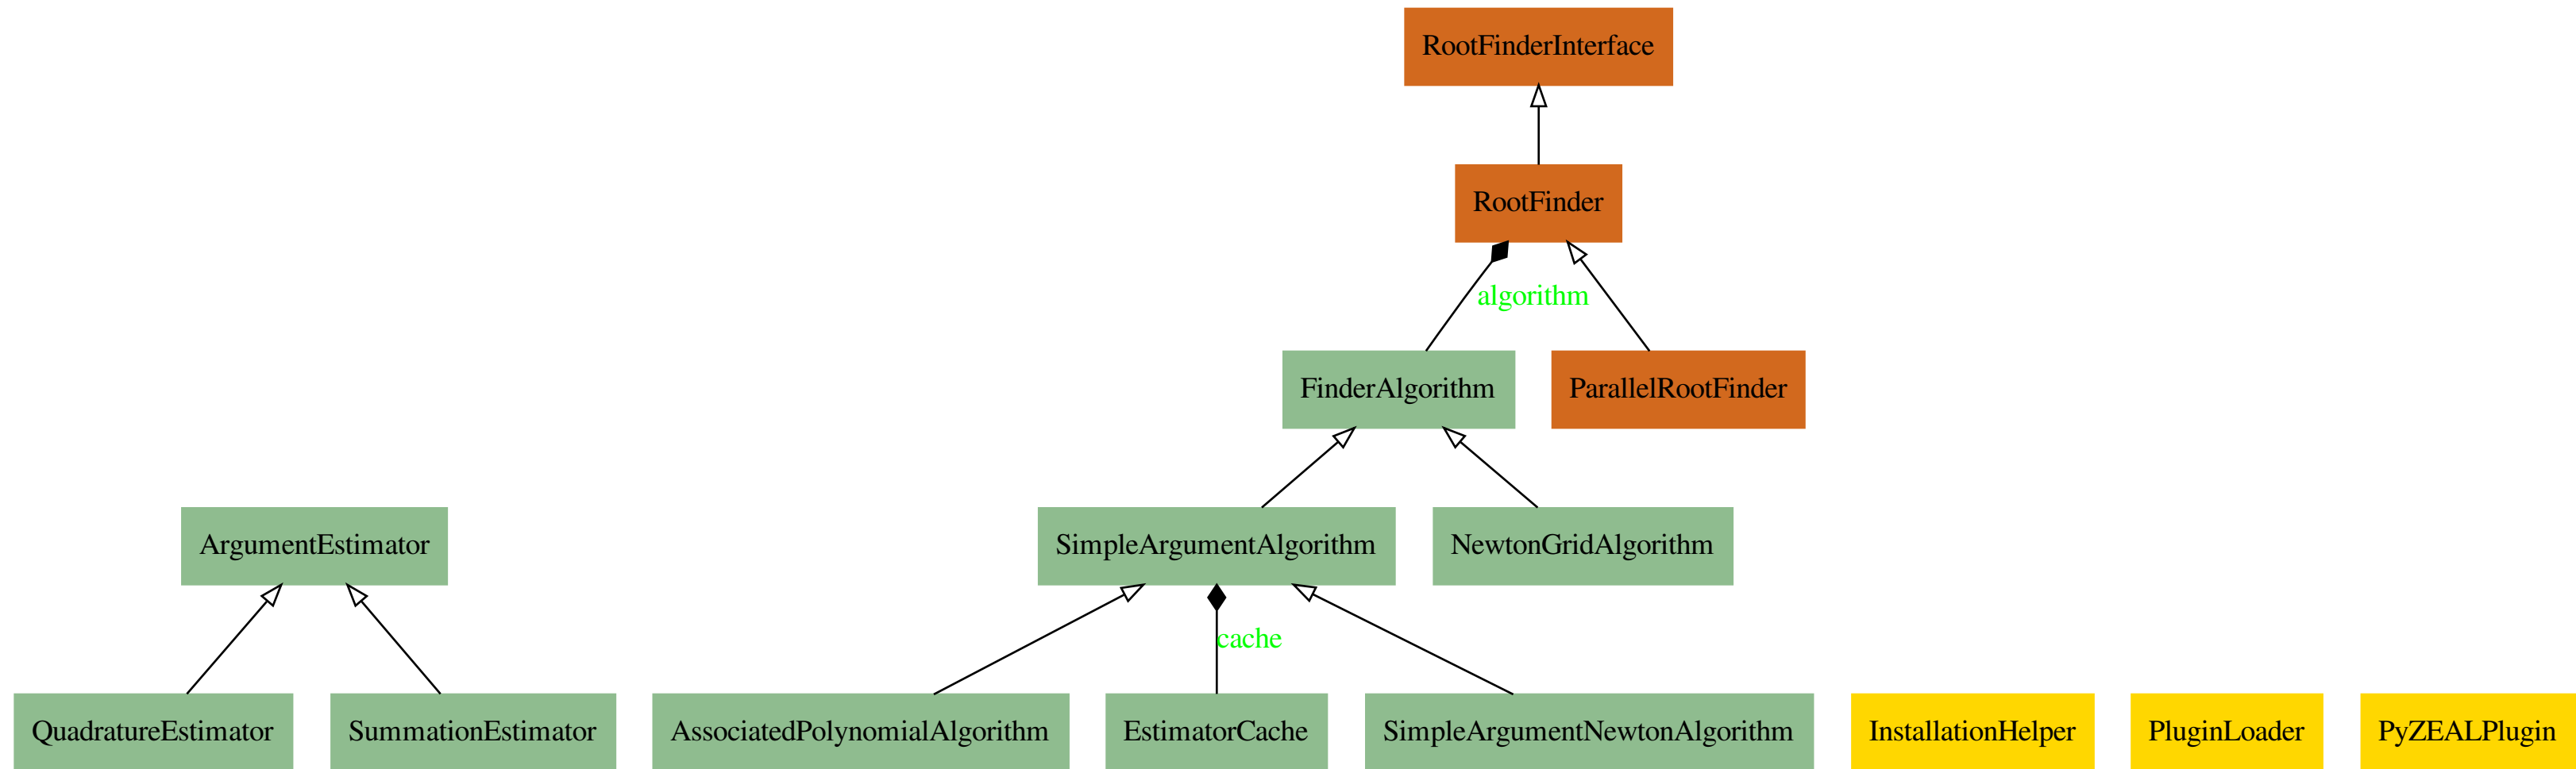 RootFinderInterface
RootFinder
algorithm
FinderAlgorithm
ParallelRootFinder
ArgumentEstimator
SimpleArgumentAlgorithm
NewtonGridAlgorithm
cache
QuadratureEstimator
SummationEstimator
AssociatedPolynomialAlgorithm
EstimatorCache
SimpleArgumentNewtonAlgorithm
InstallationHelper
PluginLoader
PyZEALPlugin